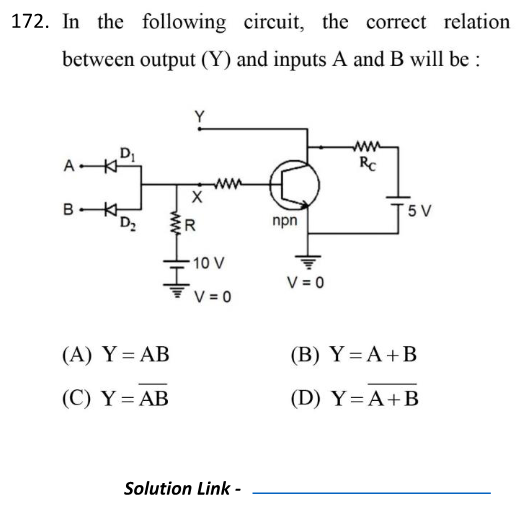 172. In the following circuit, the correct relation
between output (Y) and inputs A and B will be :
Y
A D₁
B D₂
X
R
10 V
V = 0
npn
V = 0
R_C
5 V
(A) Y = AB (B) Y = A + B
(C) Y = \overline{AB} (D) Y = \overline{A + B}
Solution Link -